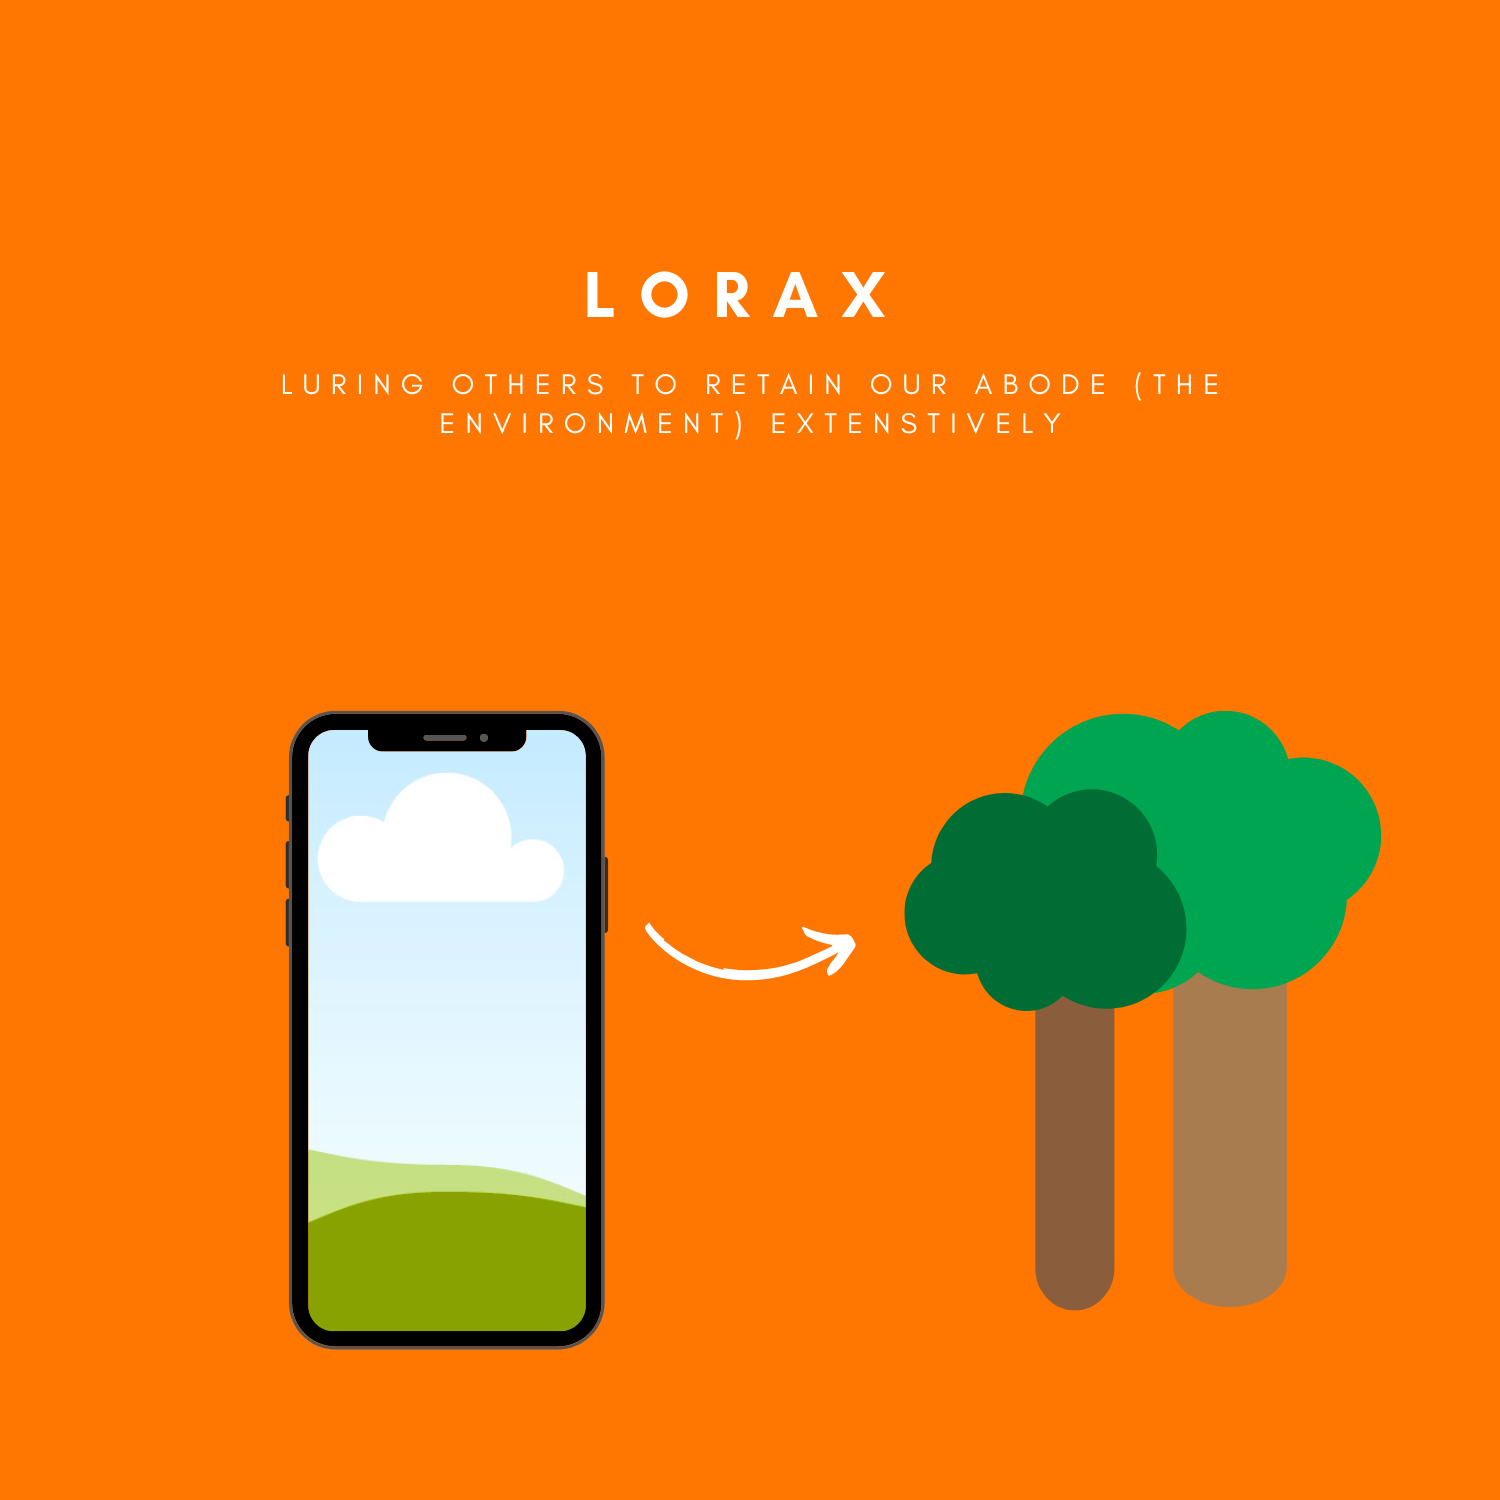 LORAX
LURING OTHERS TO RETAIN OUR ABODE (THE
ENVIRONMENT) EXTENSTIVELY